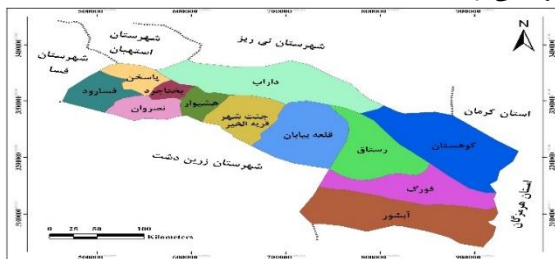 شهرستان نی ریز
شهرستان
استهبان
شهرستان
فسا
استان کرمان
داراب
پاسخن
بختاجرد
فسارود
نسروان
هشیوار
جنت شهر
قریه الخیر
قلعه بیابان
رستاق
کوهستان
فورگ
آبشور
شهرستان زرین دشت
استان هرمزگان
N
0 25 50 100
Kilometers